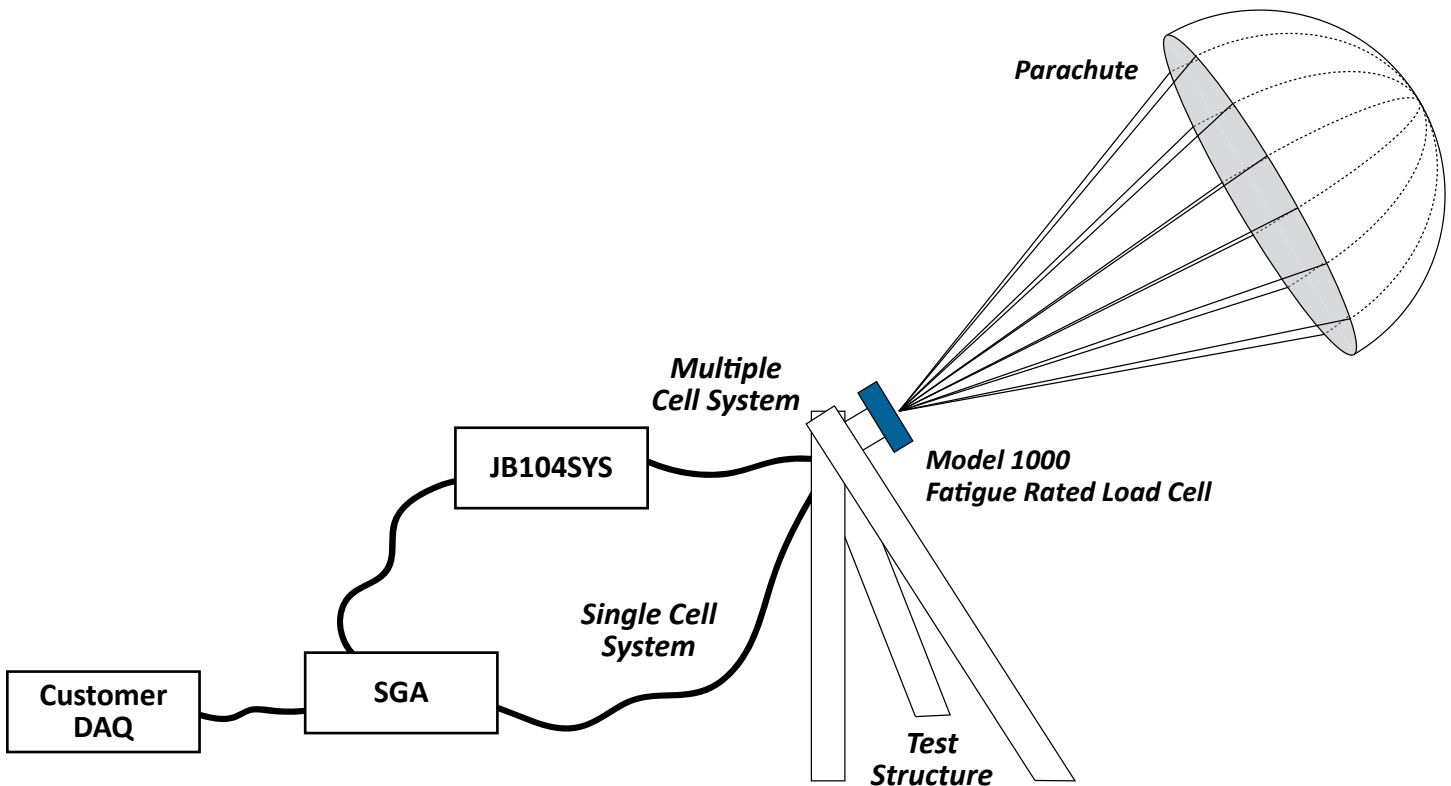 Parachute
Multiple
Cell System
JB104SYS
Model 1000
Fatigue Rated Load Cell
Single Cell
System
SGA
Customer
DAQ
Test
Structure